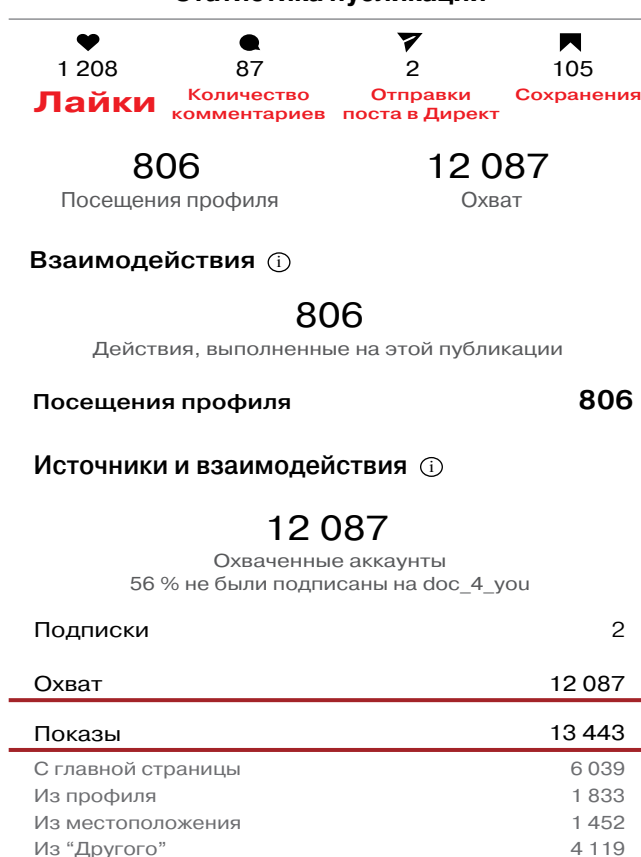 Статистика публикации
1 208 87 2 105
Лайки Количество комментариев Отправки поста в Директ Сохранения
806 12 087
Посещения профиля Охват
Взаимодействия
806
Действия, выполненные на этой публикации
Посещения профиля 806
Источники и взаимодействия
12 087
Охваченные аккаунты
56 % не были подписаны на doc_4_you
Подписки 2
Охват 12 087
Показы 13 443
С главной страницы 6 039
Из профиля 1 833
Из местоположения 1 452
Из “Другого” 4 119